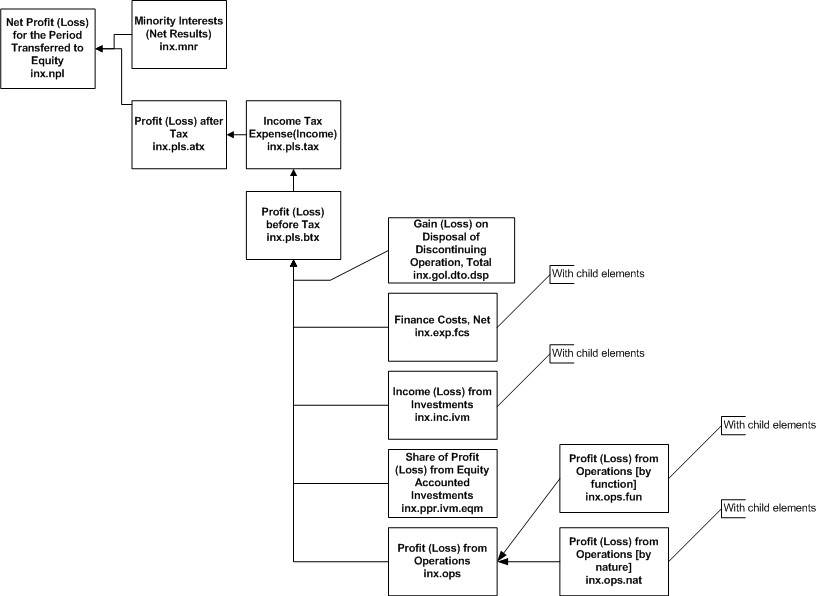 Net Profit (Loss)
for the Period
Transferred to
Equity
inx.npl
Minority Interests
(Net Results)
inx.mnr
Profit (Loss) after
Tax
inx.pls.atx
Income Tax
Expense(Income)
inx.pls.tax
Profit (Loss)
before Tax
inx.pls.btx
Gain (Loss) on
Disposal of
Discontinuing
Operation, Total
inx.gol.dto.dsp
With child elements
Finance Costs, Net
inx.exp.fcs
With child elements
Income (Loss) from
Investments
inx.inc.ivm
With child elements
Share of Profit
(Loss) from Equity
Accounted
Investments
inx.ppr.ivm.eqm
Profit (Loss) from
Operations [by
function]
inx.ops.fun
With child elements
Profit (Loss) from
Operations
inx.ops
Profit (Loss) from
Operations [by
nature]
inx.ops.nat